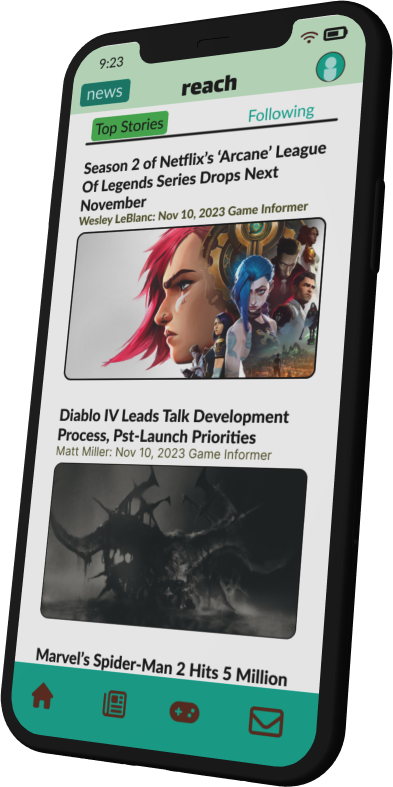 9:23
news
reach
Top Stories
Following
Season 2 of Netflix's ‘Arcane’ League
Of Legends Series Drops Next
November
Wesley LeBlanc: Nov 10, 2023 Game Informer
Diablo IV Leads Talk Development
Process, Pst-Launch Priorities
Matt Miller: Nov 10, 2023 Game Informer
Marvel's Spider-Man 2 Hits 5 Million